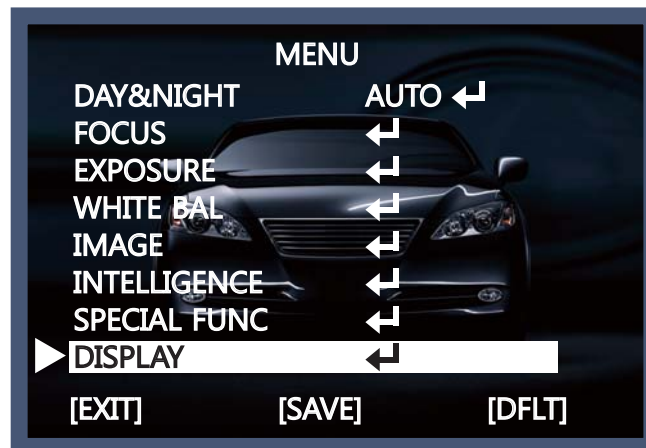 MENU
DAY&NIGHT AUTO ↵
FOCUS ↵
EXPOSURE ↵
WHITE BAL ↵
IMAGE ↵
INTELLIGENCE ↵
SPECIAL FUNC ↵
DISPLAY ↵
[EXIT] [SAVE] [DFLT]